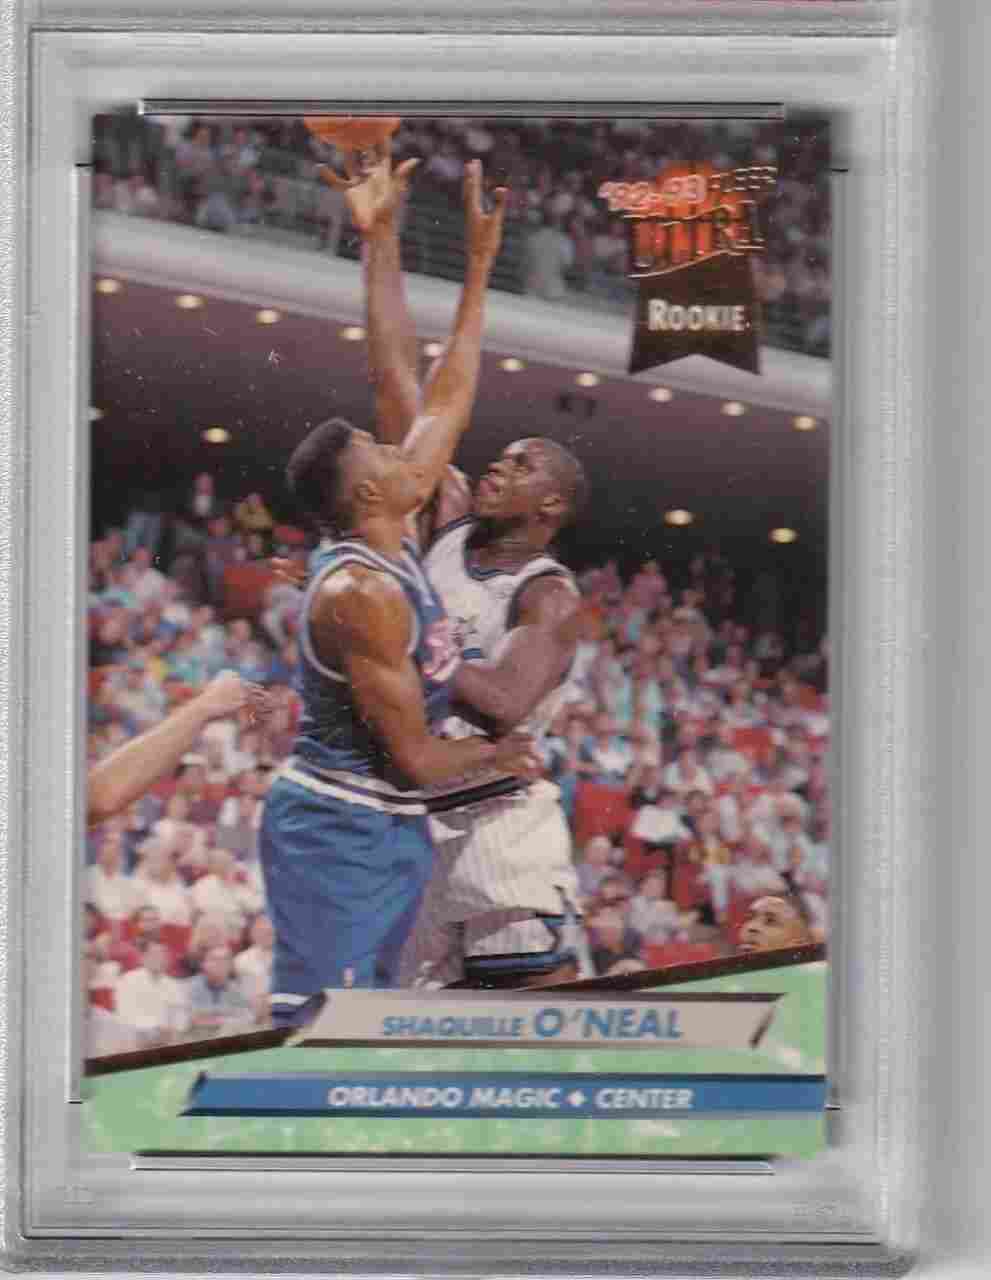 '92-93 FLEER
ULTRA
ROOKIE
SHAQUILLE O'NEAL
ORLANDO MAGIC ♦ CENTER